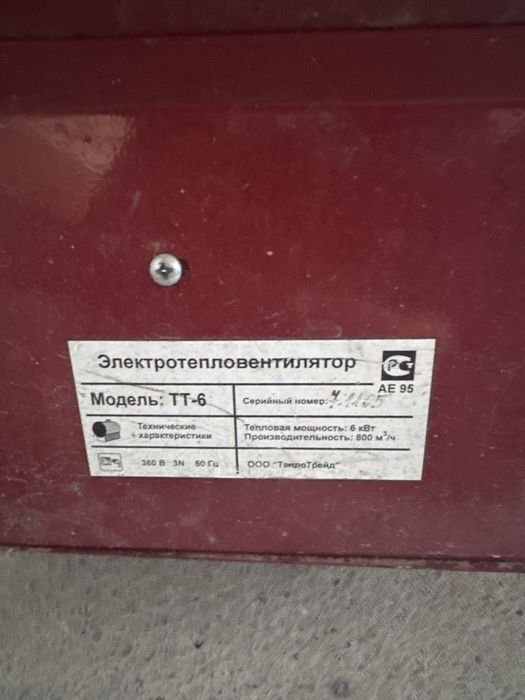 Электротепловентилятор
РС
АЕ 95
Модель: ТТ-6
Серийный номер:
Технические характеристики
Тепловая мощность: 6 кВт
Производительность: 800 м³/ч
380 В 3N 50 Гц
ООО "ТеплоТрейд"